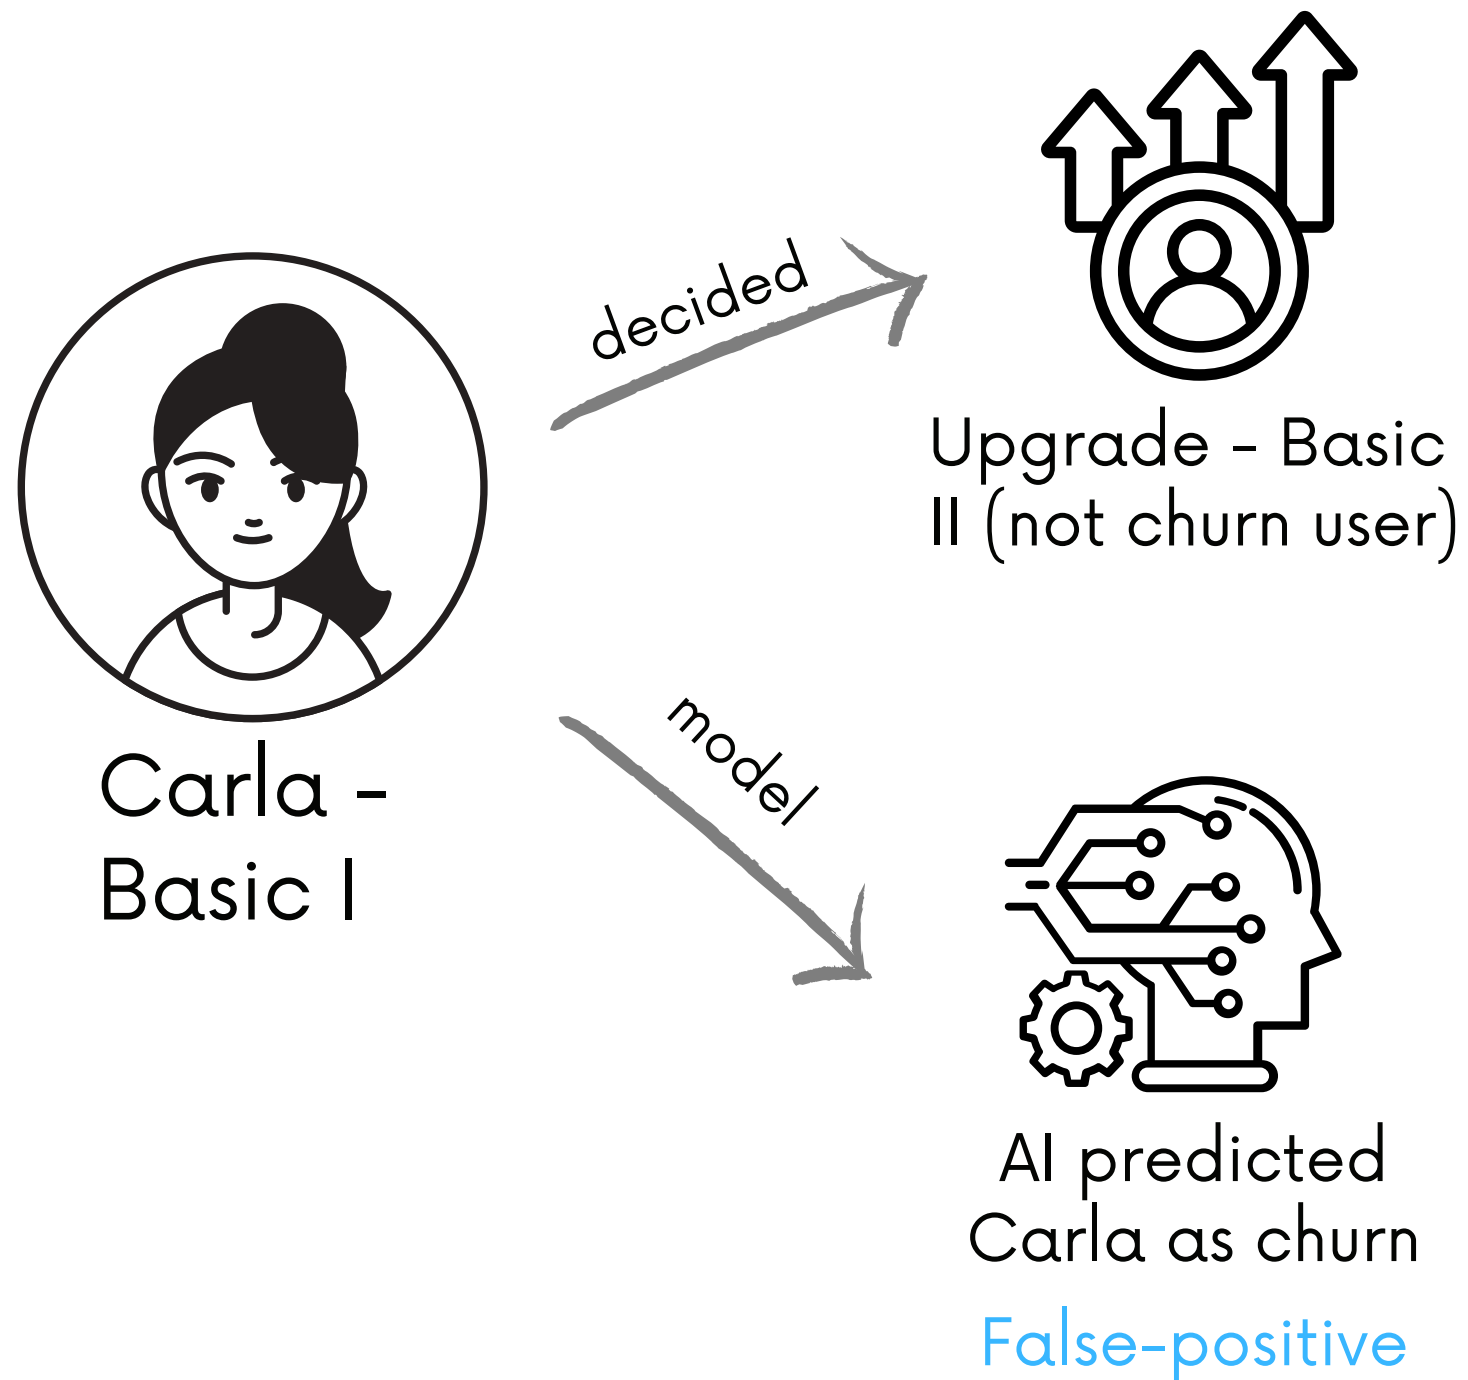 decided
Upgrade - Basic
II (not churn user)
Carla -
Basic I
model
AI predicted
Carla as churn
False-positive